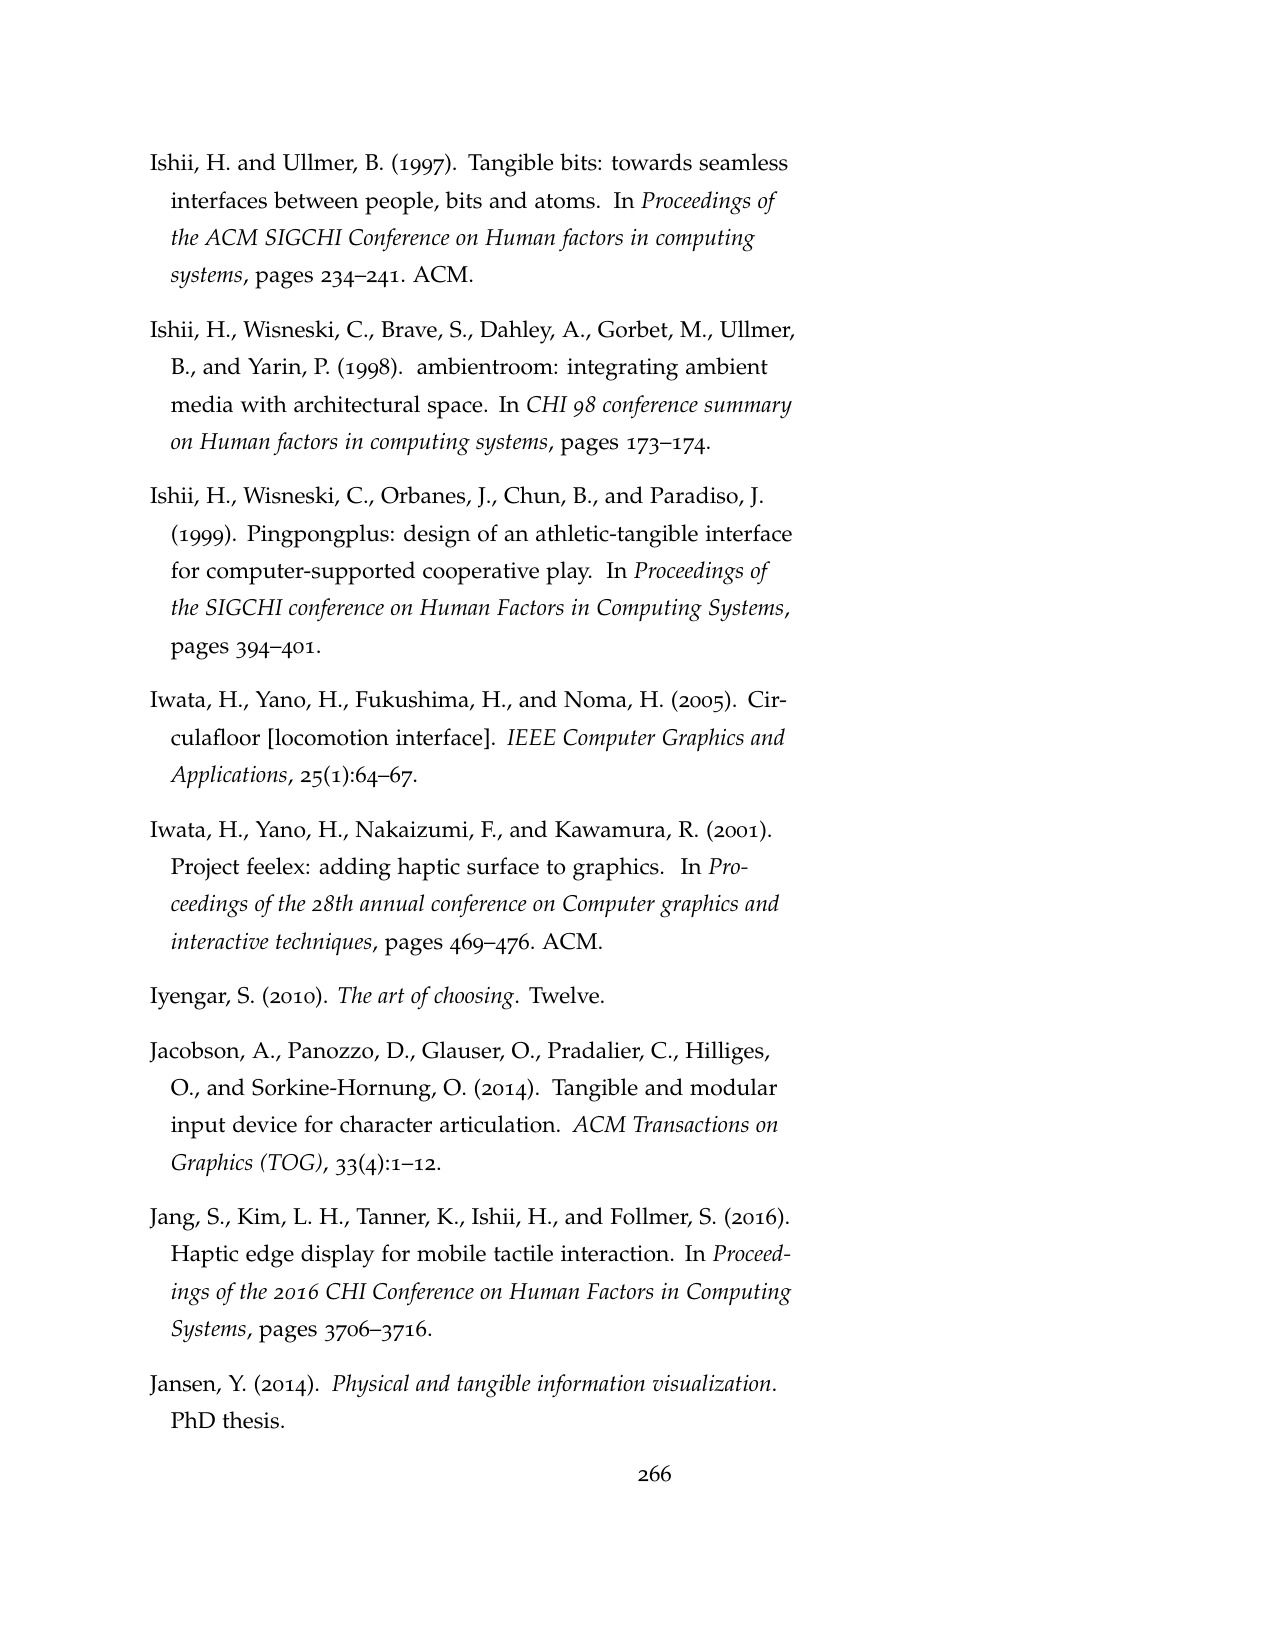 Ishii, H. and Ullmer, B. (1997). Tangible bits: towards seamless
interfaces between people, bits and atoms. In Proceedings of
the ACM SIGCHI Conference on Human factors in computing
systems, pages 234–241. ACM.
Ishii, H., Wisneski, C., Brave, S., Dahley, A., Gorbet, M., Ullmer,
B., and Yarin, P. (1998). ambientroom: integrating ambient
media with architectural space. In CHI 98 conference summary
on Human factors in computing systems, pages 173–174.
Ishii, H., Wisneski, C., Orbanes, J., Chun, B., and Paradiso, J.
(1999). Pingpongplus: design of an athletic-tangible interface
for computer-supported cooperative play. In Proceedings of
the SIGCHI conference on Human Factors in Computing Systems,
pages 394–401.
Iwata, H., Yano, H., Fukushima, H., and Noma, H. (2005). Cir-
culafloor [locomotion interface]. IEEE Computer Graphics and
Applications, 25(1):64–67.
Iwata, H., Yano, H., Nakaizumi, F., and Kawamura, R. (2001).
Project feelex: adding haptic surface to graphics. In Pro-
ceedings of the 28th annual conference on Computer graphics and
interactive techniques, pages 469–476. ACM.
Iyengar, S. (2010). The art of choosing. Twelve.
Jacobson, A., Panozzo, D., Glauser, O., Pradalier, C., Hilliges,
O., and Sorkine-Hornung, O. (2014). Tangible and modular
input device for character articulation. ACM Transactions on
Graphics (TOG), 33(4):1–12.
Jang, S., Kim, L. H., Tanner, K., Ishii, H., and Follmer, S. (2016).
Haptic edge display for mobile tactile interaction. In Proceed-
ings of the 2016 CHI Conference on Human Factors in Computing
Systems, pages 3706–3716.
Jansen, Y. (2014). Physical and tangible information visualization.
PhD thesis.
266